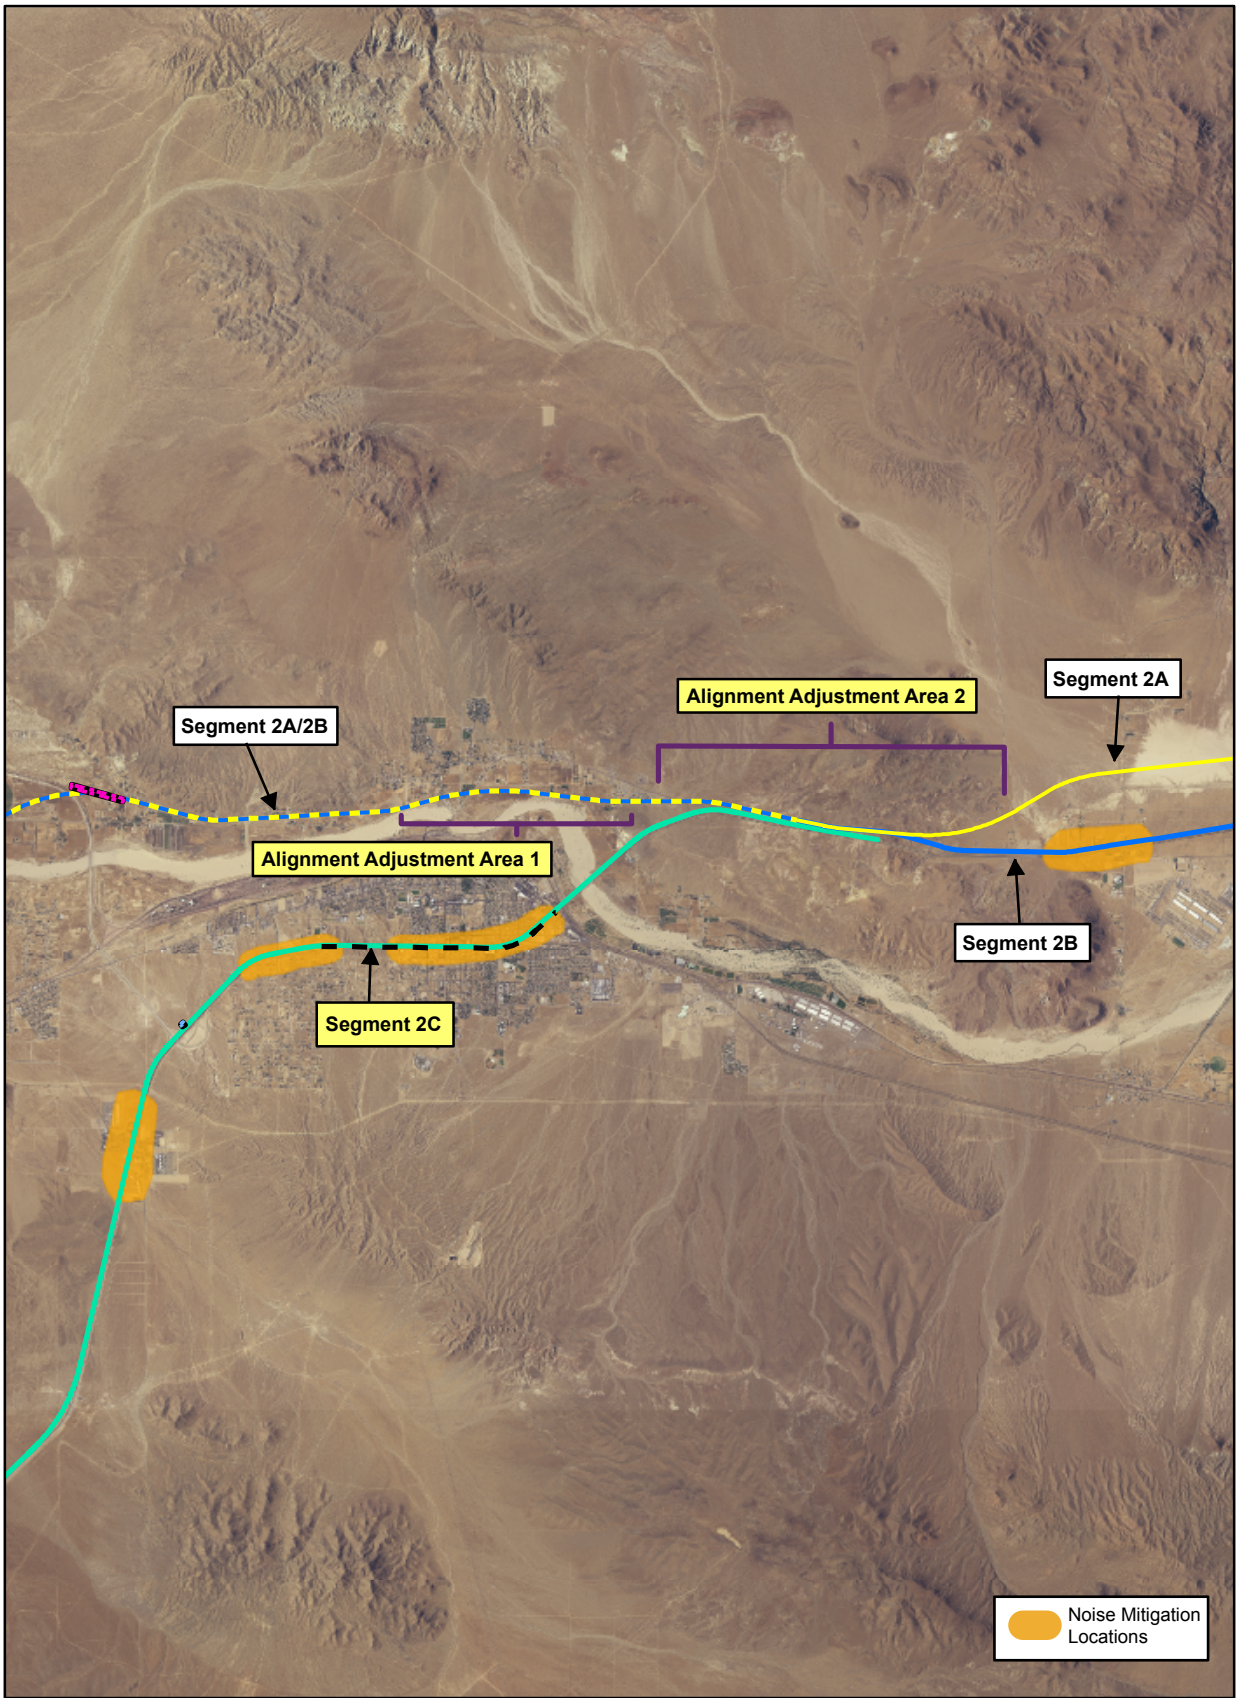 Segment 2A
Alignment Adjustment Area 2
Segment 2A/2B
Alignment Adjustment Area 1
Segment 2B
Segment 2C
Noise Mitigation
Locations